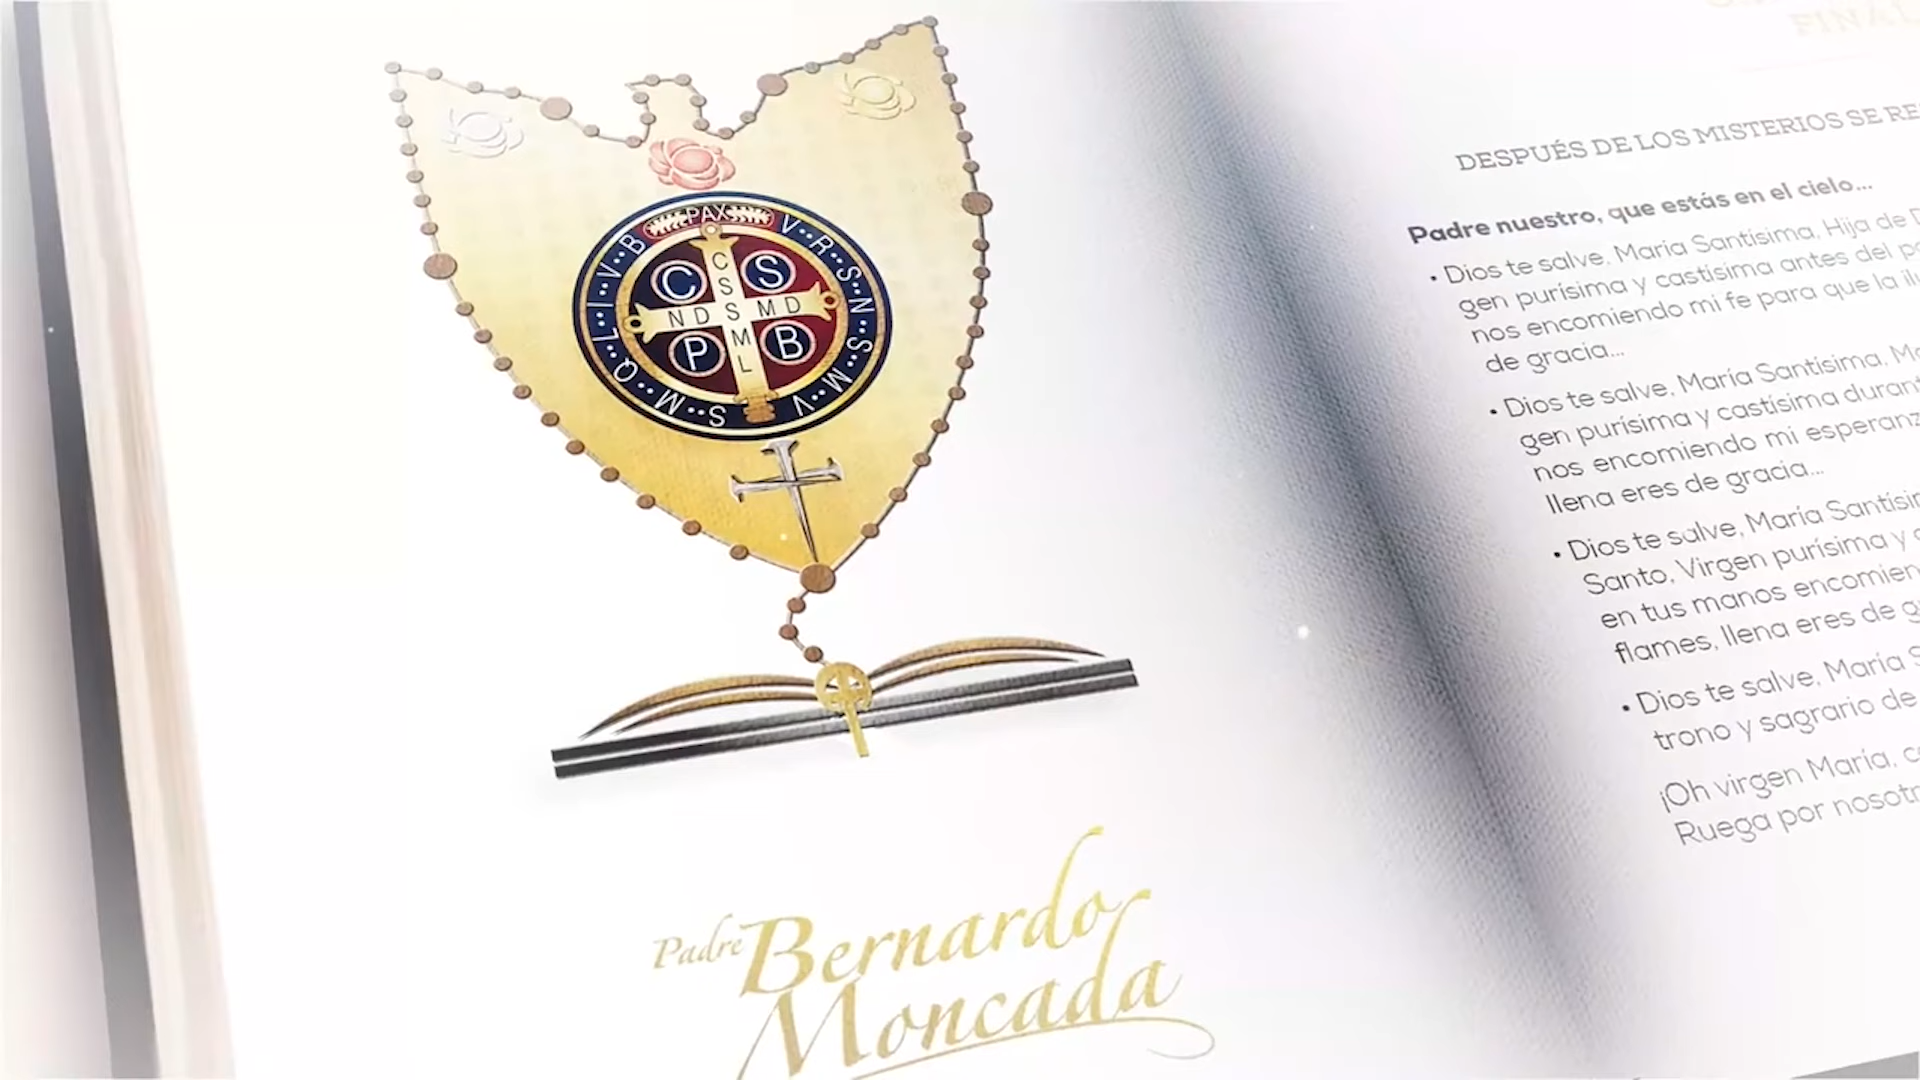 PAX
V R S N S M V
S M Q L I V B
C S
C S S M L
N D S M D
P B
Padre Bernardo
Moncada
FINAL
DESPUÉS DE LOS MISTERIOS SE RE
Padre nuestro, que estás en el cielo...
• Dios te salve, María Santísima, Hija de D
gen purísima y castísima antes del p
nos encomiendo mi fe para que la ilu
de gracia...
• Dios te salve, María Santísima, Ma
gen purísima y castísima durant
nos encomiendo mi esperanz
llena eres de gracia...
• Dios te salve, María Santísim
Santo, Virgen purísima y c
en tus manos encomien
flames, llena eres de g
• Dios te salve, María S
trono y sagrario de
¡Oh virgen María, c
Ruega por nosotr